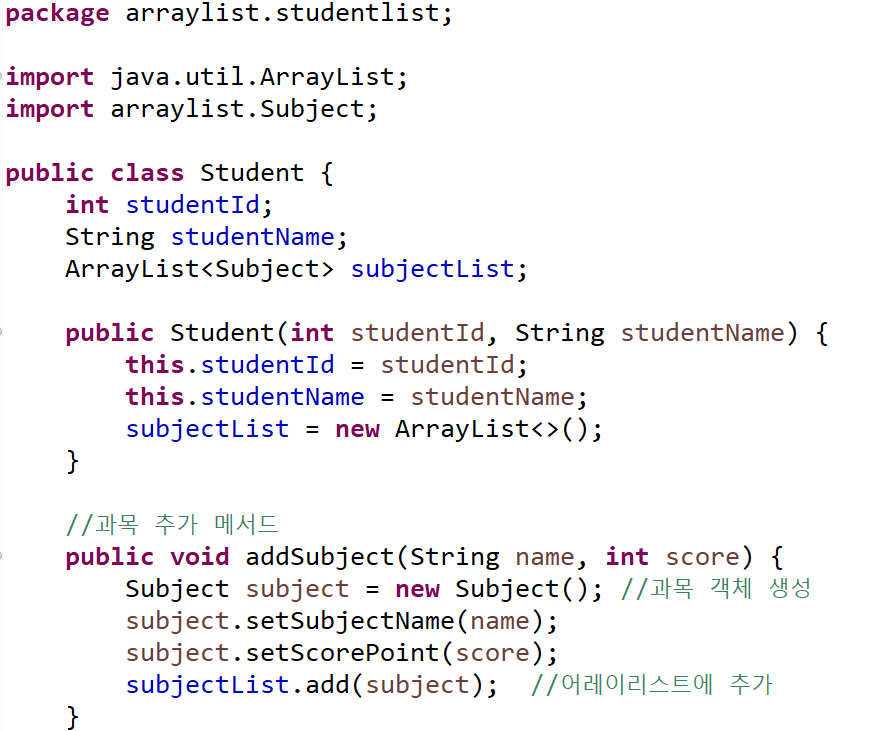 package arraylist.studentlist;
import java.util.ArrayList;
import arraylist.Subject;
public class Student {
int studentId;
String studentName;
ArrayList<Subject> subjectList;
public Student(int studentId, String studentName) {
this.studentId = studentId;
this.studentName = studentName;
subjectList = new ArrayList<>();
}
//과목 추가 메서드
public void addSubject(String name, int score) {
Subject subject = new Subject(); //과목 객체 생성
subject.setSubjectName(name);
subject.setScorePoint(score);
subjectList.add(subject);  //어레이리스트에 추가
}